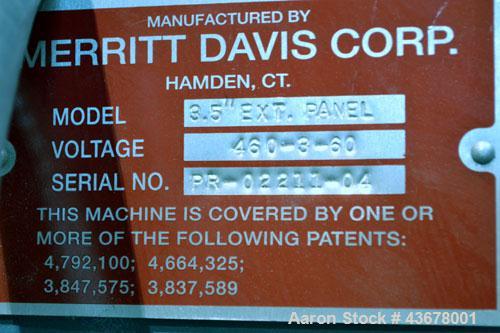 MANUFACTURED BY
MERRITT DAVIS CORP.
HAMDEN, CT.
MODEL 3.5" EXT. PANEL
VOLTAGE 460-3-60
SERIAL NO. PR-02211-04
THIS MACHINE IS COVERED BY ONE OR
MORE OF THE FOLLOWING PATENTS:
4,792,100; 4,664,325;
3,847,575; 3,837,589
Aaron Stock # 43678001